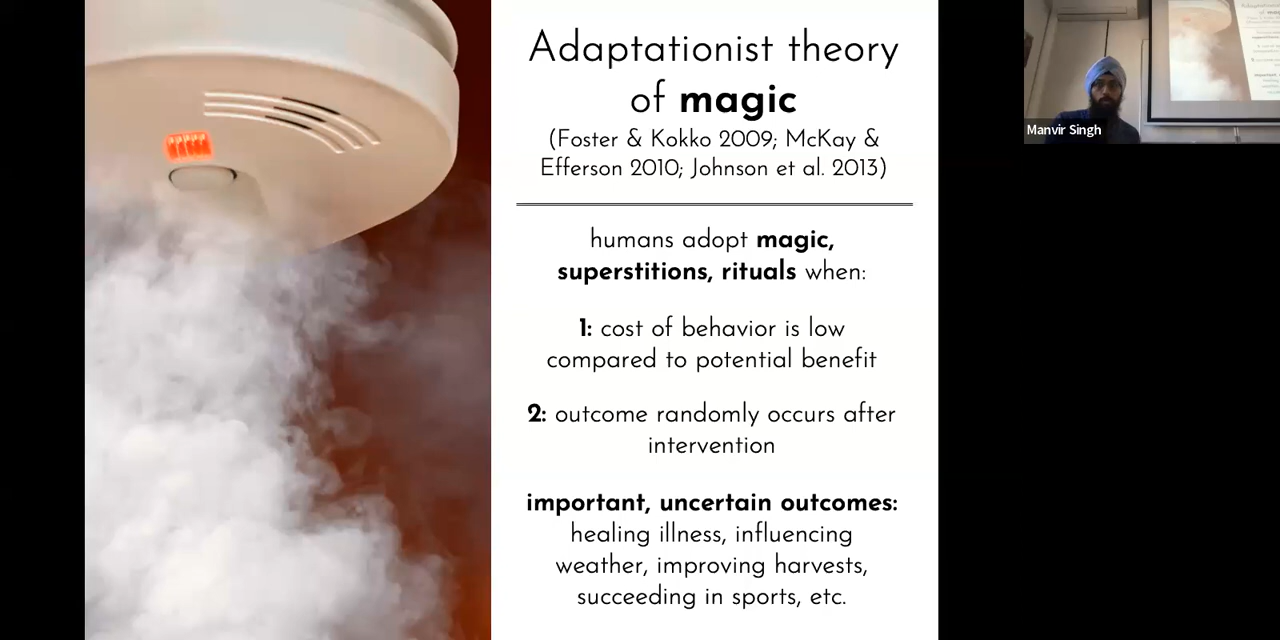 Adaptationist theory
of magic
(Foster & Kokko 2009; McKay &
Efferson 2010; Johnson et al. 2013)
humans adopt magic,
superstitions, rituals when:
1: cost of behavior is low
compared to potential benefit
2: outcome randomly occurs after
intervention
important, uncertain outcomes:
healing illness, influencing
weather, improving harvests,
succeeding in sports, etc.
Manvir Singh